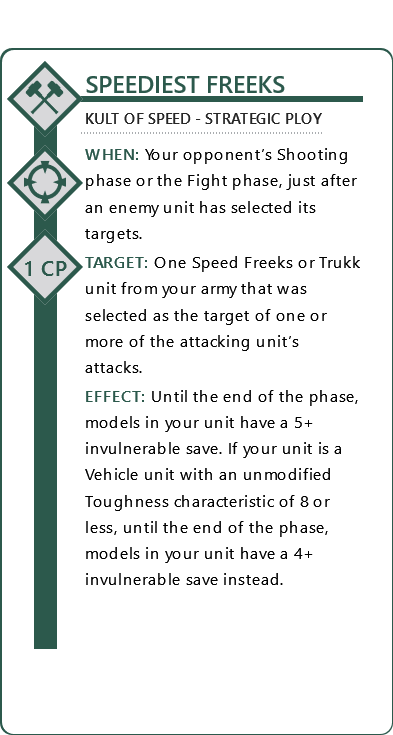 SPEEDIEST FREEKS
KULT OF SPEED - STRATEGIC PLOY
WHEN: Your opponent's Shooting
phase or the Fight phase, just after
an enemy unit has selected its
targets.
1 CP
TARGET: One Speed Freeks or Trukk
unit from your army that was
selected as the target of one or
more of the attacking unit's
attacks.
EFFECT: Until the end of the phase,
models in your unit have a 5+
invulnerable save. If your unit is a
Vehicle unit with an unmodified
Toughness characteristic of 8 or
less, until the end of the phase,
models in your unit have a 4+
invulnerable save instead.